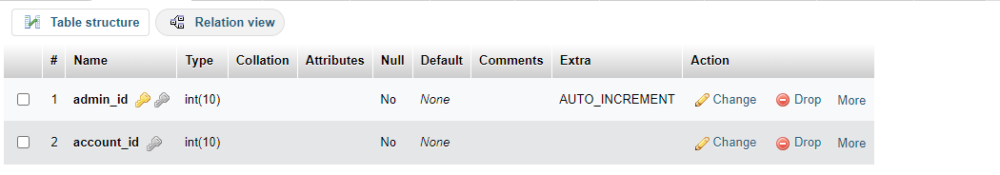 Table structure Relation view
# Name Type Collation Attributes Null Default Comments Extra Action
1 admin_id int(10) No None AUTO_INCREMENT Change Drop More
2 account_id int(10) No None Change Drop More